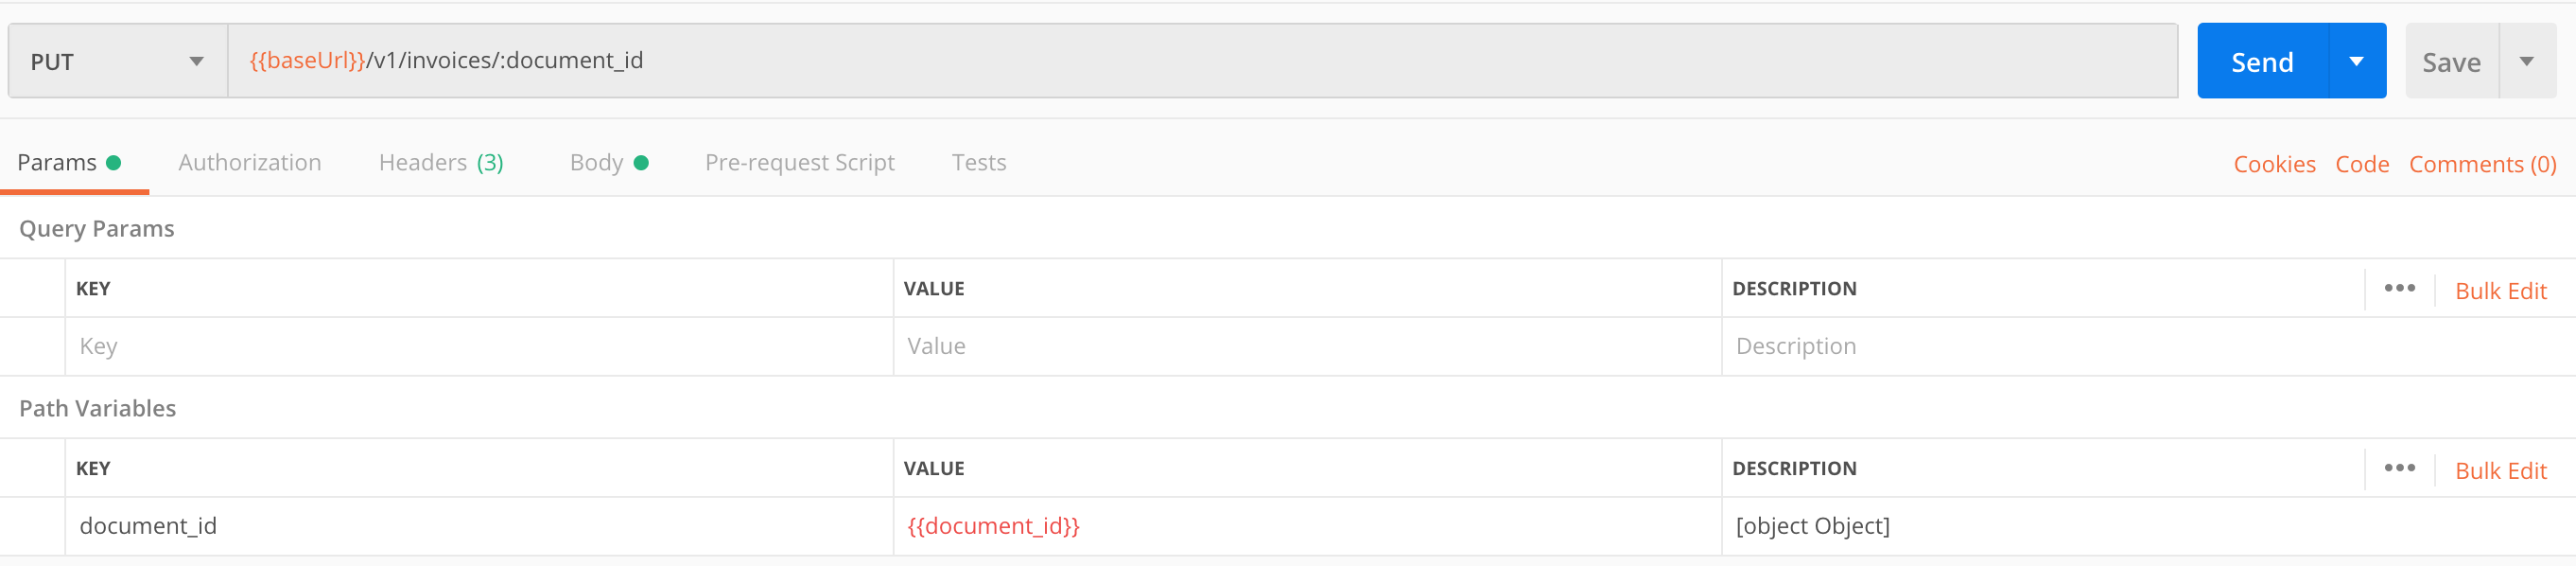 PUT {{baseUrl}}/v1/invoices/:document_id Send Save
Params Authorization Headers (3) Body Pre-request Script Tests Cookies Code Comments (0)
Query Params
KEY VALUE DESCRIPTION ••• Bulk Edit
Key Value Description
Path Variables
KEY VALUE DESCRIPTION ••• Bulk Edit
document_id {{document_id}} [object Object]